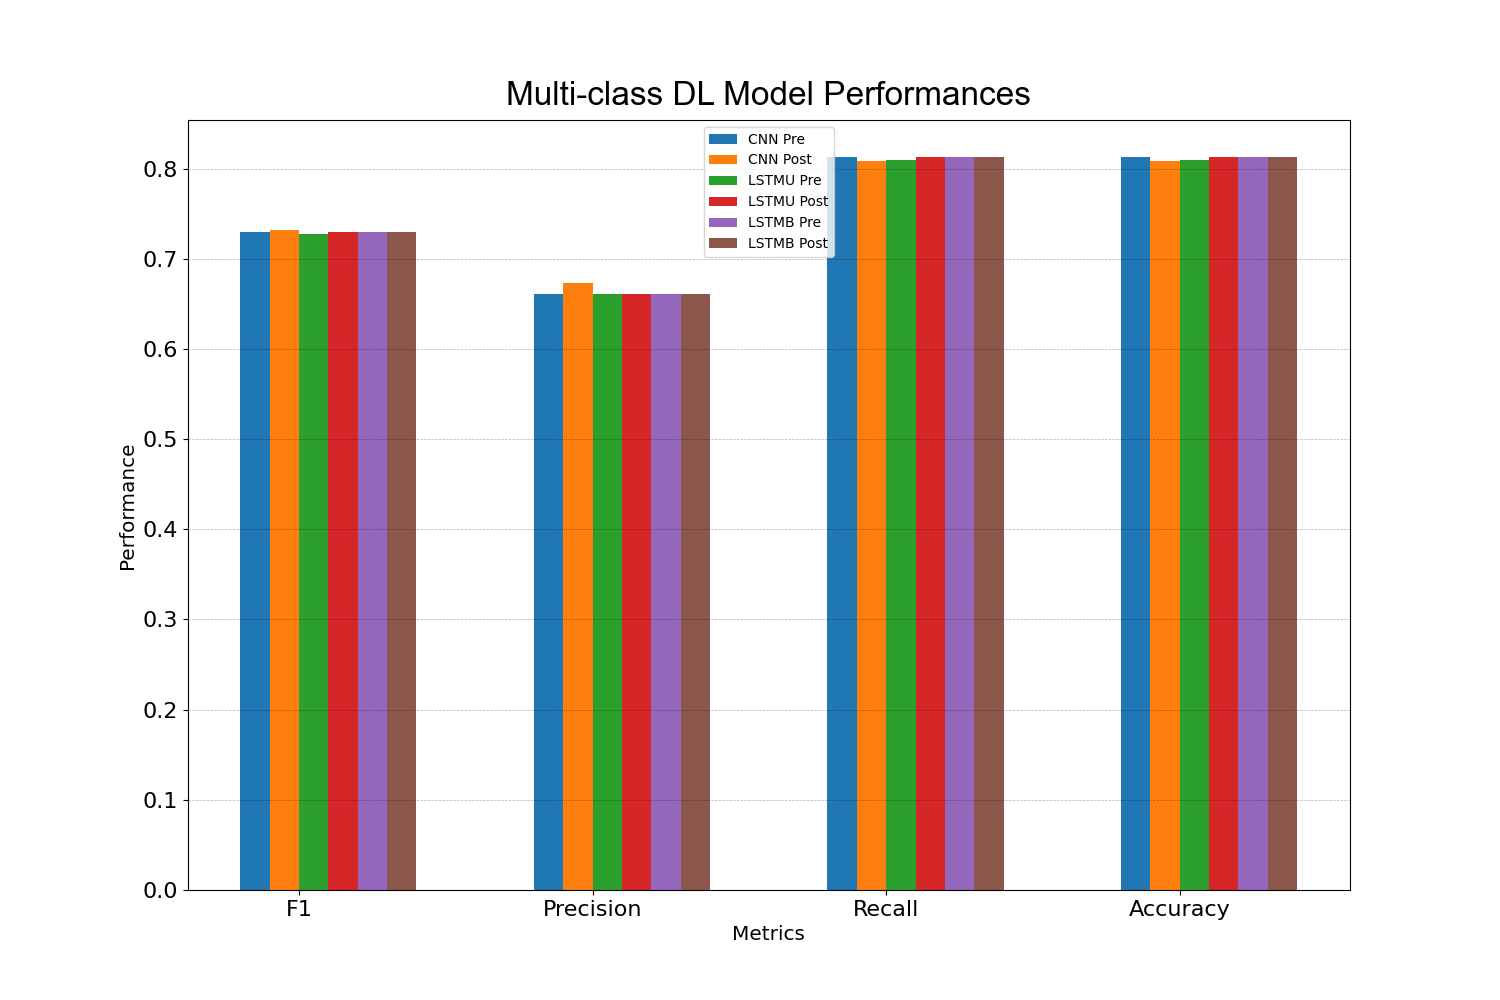 Multi-class DL Model Performances
CNN Pre
CNN Post
LSTMU Pre
LSTMU Post
LSTMB Pre
LSTMB Post
0.8
0.7
0.6
0.5
0.4
0.3
0.2
0.1
0.0
Performance
F1 Precision Recall Accuracy
Metrics